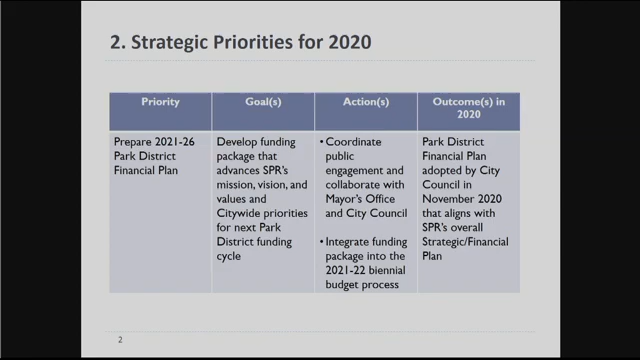 2. Strategic Priorities for 2020
Priority
Goal(s)
Action(s)
Outcome(s) in
2020
Prepare 2021-26
Park District
Financial Plan
Develop funding
package that
advances SPR's
mission, vision, and
values and
Citywide priorities
for next Park
District funding
cycle
• Coordinate
public
engagement and
collaborate with
Mayor's Office
and City Council
• Integrate funding
package into the
2021-22 biennial
budget process
Park District
Financial Plan
adopted by City
Council in
November 2020
that aligns with
SPR's overall
Strategic/Financial
Plan
2